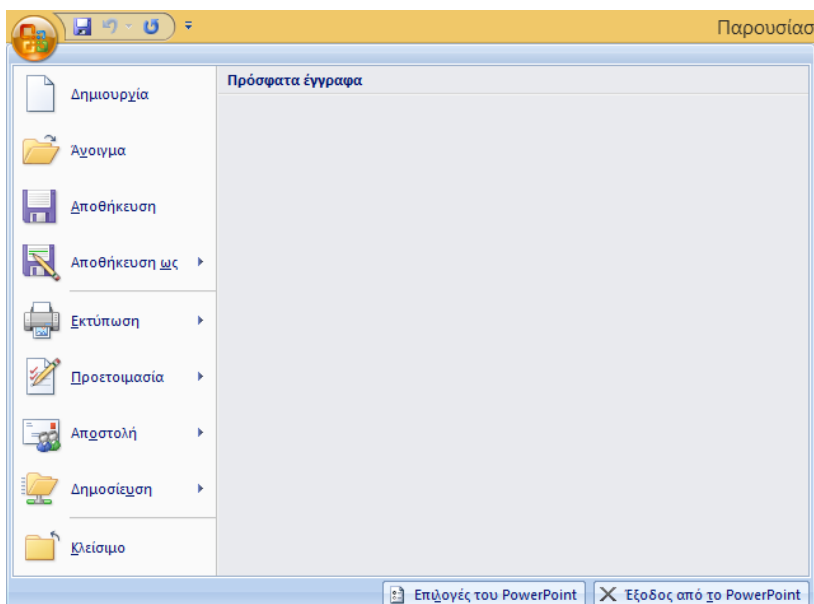 Παρουσίας
Πρόσφατα έγγραφα
Δημιουργία
Άνοιγμα
Αποθήκευση
Αποθήκευση ως
Εκτύπωση
Προετοιμασία
Αποστολή
Δημοσίευση
Κλείσιμο
Επιλογές του PowerPoint
Έξοδος από το PowerPoint